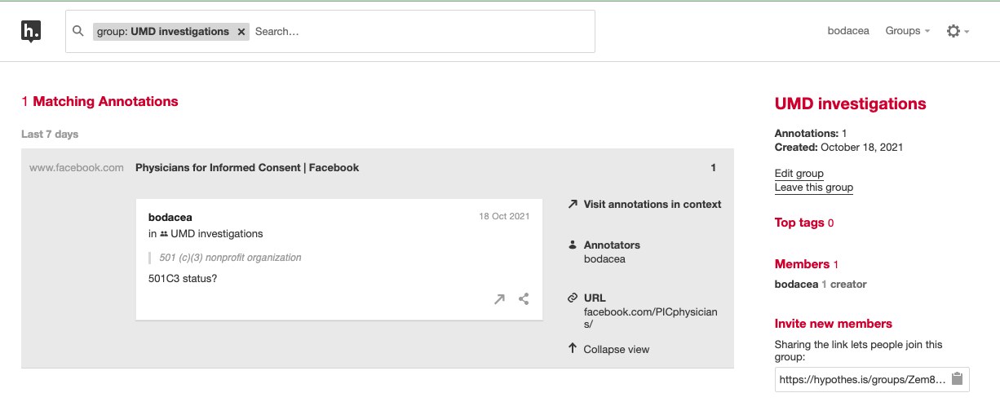 h.
group: UMD investigations × Search...
bodacea Groups
1 Matching Annotations
Last 7 days
www.facebook.com Physicians for Informed Consent | Facebook 1
bodacea 18 Oct 2021
in UMD investigations
501 (c)(3) nonprofit organization
501C3 status?
Visit annotations in context
Annotators
bodacea
URL
facebook.com/PICphysician
s/
Collapse view
UMD investigations
Annotations: 1
Created: October 18, 2021
Edit group
Leave this group
Top tags 0
Members 1
bodacea 1 creator
Invite new members
Sharing the link lets people join this
group:
https://hypothes.is/groups/Zem8...